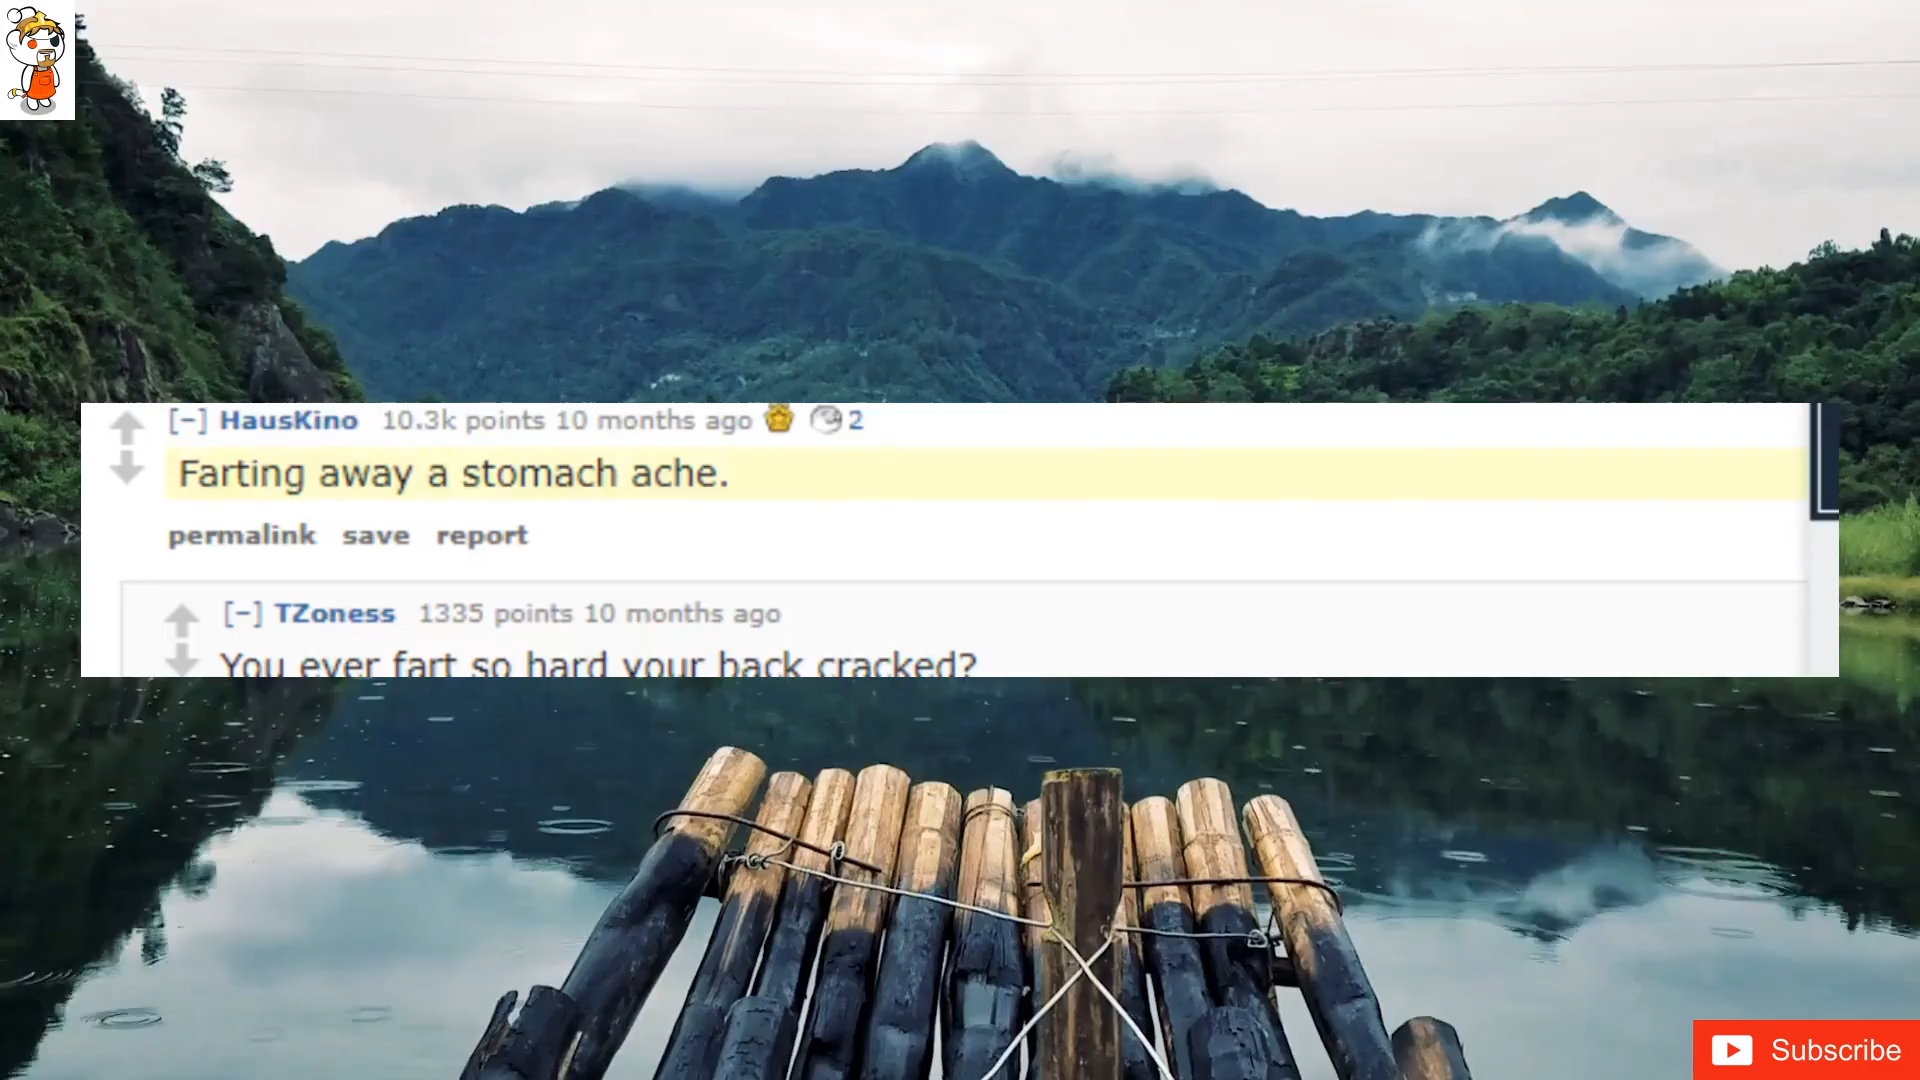 [-] HausKino 10.3k points 10 months ago 2
Farting away a stomach ache.
permalink save report
[-] TZoness 1335 points 10 months ago
You ever fart so hard your back cracked?
Subscribe